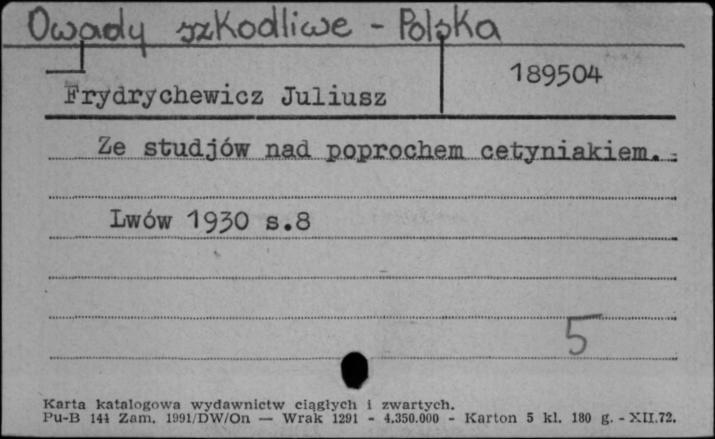 Owady szkodliwe - Polska
189504
Frydrychewicz Juliusz
Ze studjów nad poprochem cetyniakiem. -
Lwów 1930 s.8
5
Karta katalogowa wydawnictw ciągłych i zwartych.
Pu-B 144 Zam. 1991/DW/On — Wrak 1291 - 4.350.000 - Karton 5 kl. 180 g. - XII.72.